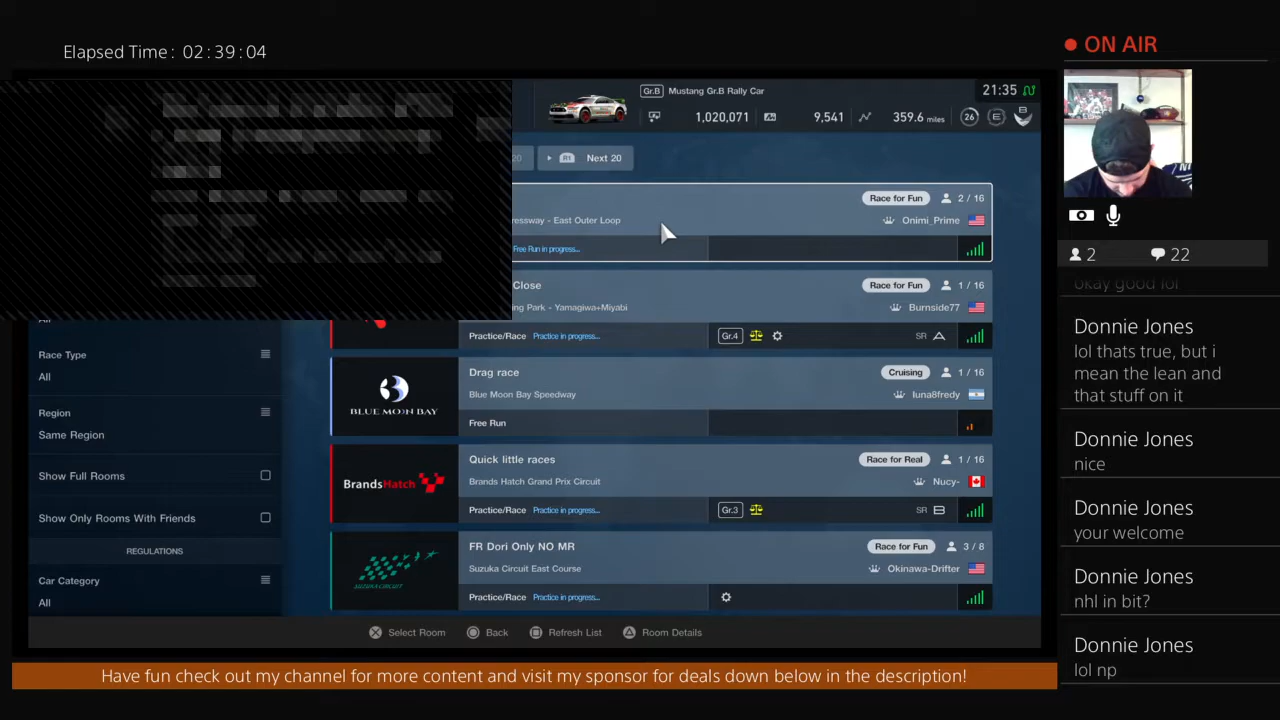 Elapsed Time: 02:39:04
ON AIR
Gr.B Mustang Gr.B Rally Car
21:35
1,020,071 9,541 359.6 miles 26 E B
20 R1 Next 20
Race for Fun 2 / 16
ressway - East Outer Loop Onimi_Prime
Free Run in progress...
Close Race for Fun 1 / 16
ng Park - Yamagiwa+Miyabi Burnside77
Practice/Race Practice in progress... Gr.4 SR A
Drag race Cruising 1 / 16
BLUE MOON BAY
Blue Moon Bay Speedway luna8fredy
Free Run
Quick little races Race for Real 1 / 16
BrandsHatch
Brands Hatch Grand Prix Circuit Nucy-
Practice/Race Practice in progress... Gr.3 SR B
FR Dori Only NO MR Race for Fun 3 / 8
SUZUKA CIRCUIT
Suzuka Circuit East Course Okinawa-Drifter
Practice/Race Practice in progress...
All
Race Type
All
Region
Same Region
Show Full Rooms
Show Only Rooms With Friends
REGULATIONS
Car Category
All
Select Room Back Refresh List Room Details
Have fun check out my channel for more content and visit my sponsor for deals down below in the description!
2 22
okay good lol
Donnie Jones
lol thats true, but i
mean the lean and
that stuff on it
Donnie Jones
nice
Donnie Jones
your welcome
Donnie Jones
nhl in bit?
Donnie Jones
lol np